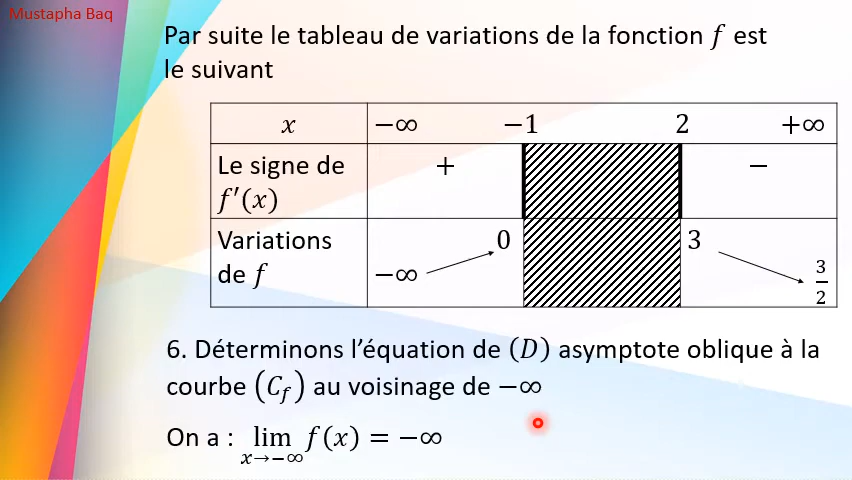 Mustapha Baq
Par suite le tableau de variations de la fonction f est
le suivant
x −∞ −1 2 +∞
Le signe de + −
f′(x)
Variations 0 3
de f −∞ 3/2
6. Déterminons l’équation de (D) asymptote oblique à la
courbe (C_f) au voisinage de −∞
On a : lim f(x) = −∞
x→−∞